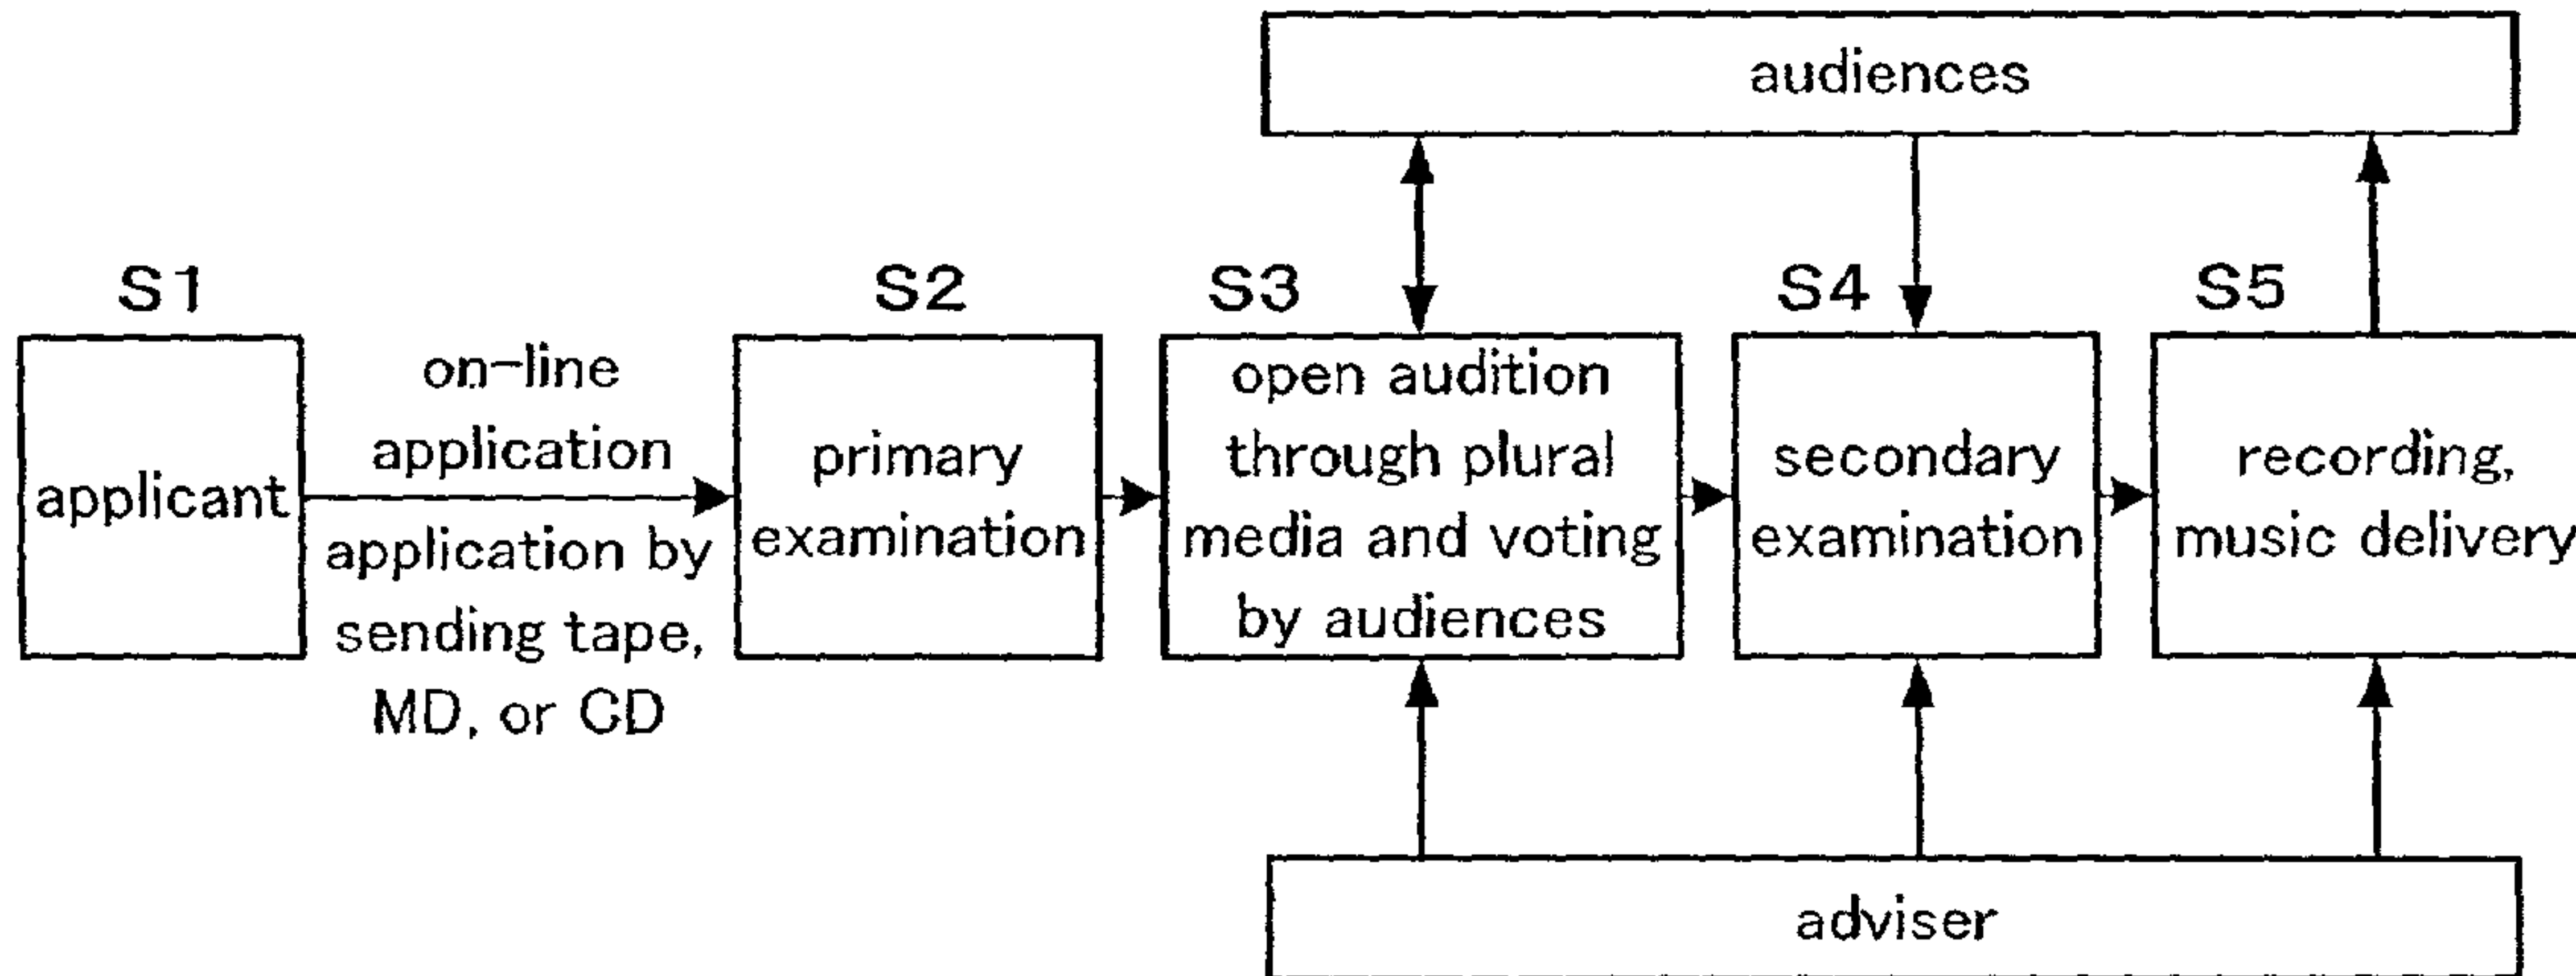 audiences
S1
S2
S3
S4
S5
applicant
on-line
application
application by
sending tape,
MD, or CD
primary
examination
open audition
through plural
media and voting
by audiences
secondary
examination
recording,
music delivery
adviser